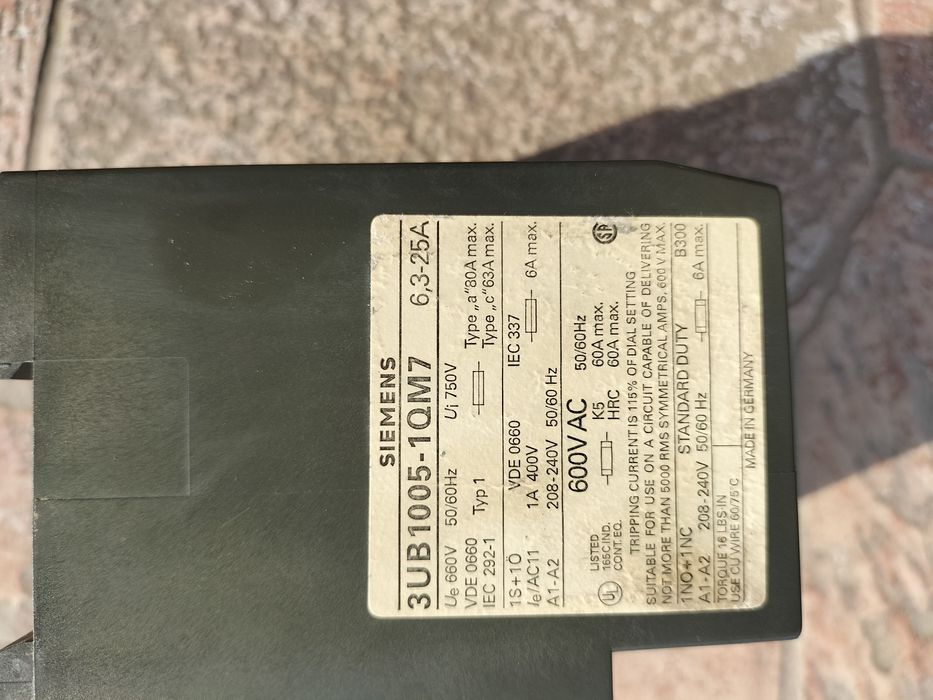 SIEMENS
3UB1005-1QM7 6,3-25A
Ue 660V 50/60Hz Ui 750V
VDE 0660 Typ 1 Type „a“80A max.
IEC 292-1 Type „c“63A max.
1S+1Ö VDE 0660 IEC 337
Ie/AC11 1A 400V 6A max.
A1-A2 208-240V 50/60 Hz
600V AC 50/60Hz
UL LISTED 165C.IND. CONT. EQ. K5 60A max.
HRC 60A max. SA
TRIPPING CURRENT IS 115% OF DIAL SETTING
SUITABLE FOR USE ON A CIRCUIT CAPABLE OF DELIVERING
NOT MORE THAN 5000 RMS SYMMETRICAL AMPS, 600 V MAX.
1NO+1NC STANDARD DUTY B300
A1-A2 208-240V 50/60 Hz 6A max.
TORQUE 16 LBS-IN
USE CU WIRE 60/75°C MADE IN GERMANY